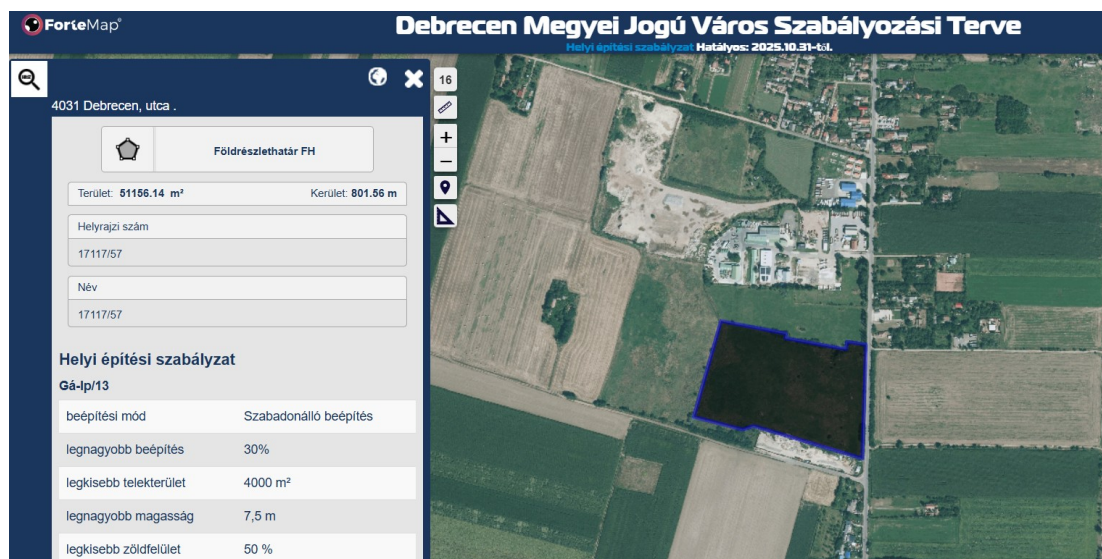 ForteMap®
Debrecen Megyei Jogú Város Szabályozási Terve
Helyi építési szabályzat Hatályos: 2025.10.31-től.
16
4031 Debrecen, utca .
Földrészlethatár FH
Terület: 51156.14 m² Kerület: 801.56 m
Helyrajzi szám
17117/57
Név
17117/57
Helyi építési szabályzat
Gá-Ip/13
beépítési mód Szabadonálló beépítés
legnagyobb beépítés 30%
legkisebb telekterület 4000 m²
legnagyobb magasság 7,5 m
legkisebb zöldfelület 50 %